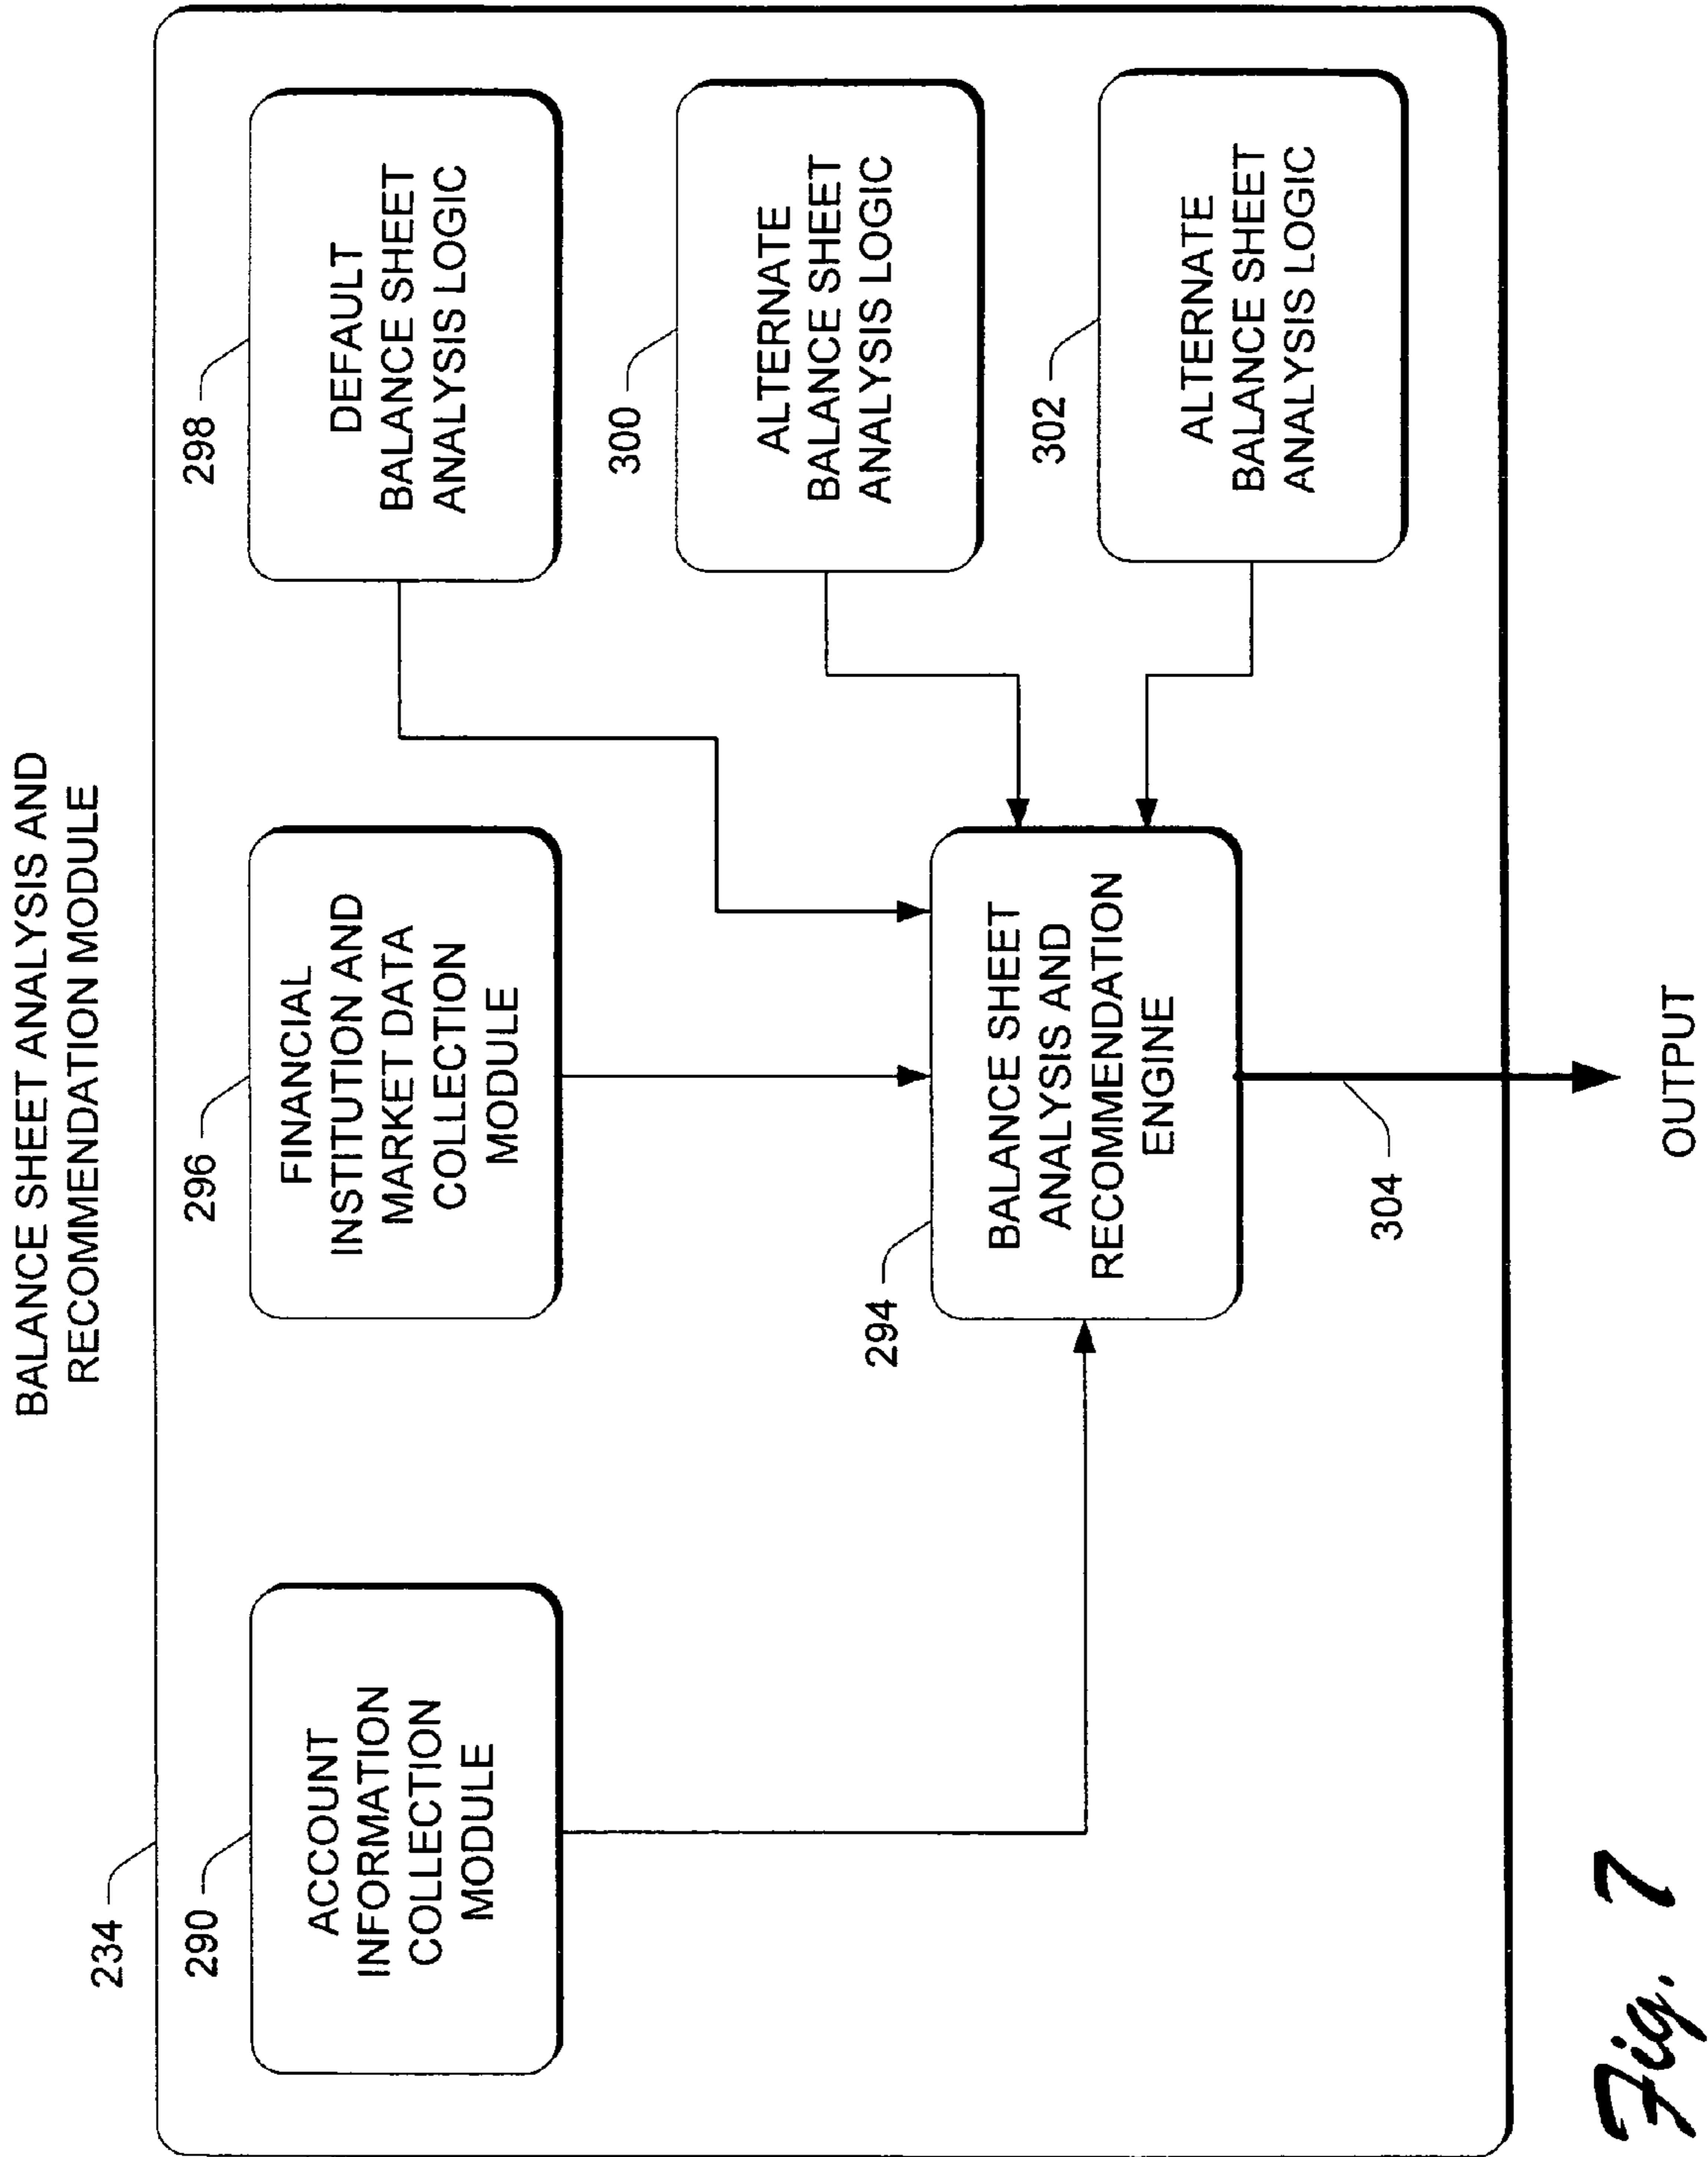 BALANCE SHEET ANALYSIS AND
RECOMMENDATION MODULE
234
290
ACCOUNT
INFORMATION
COLLECTION
MODULE
296
FINANCIAL
INSTITUTION AND
MARKET DATA
COLLECTION
MODULE
298
DEFAULT
BALANCE SHEET
ANALYSIS LOGIC
300
ALTERNATE
BALANCE SHEET
ANALYSIS LOGIC
294
BALANCE SHEET
ANALYSIS AND
RECOMMENDATION
ENGINE
302
ALTERNATE
BALANCE SHEET
ANALYSIS LOGIC
304
OUTPUT
Fig. 7